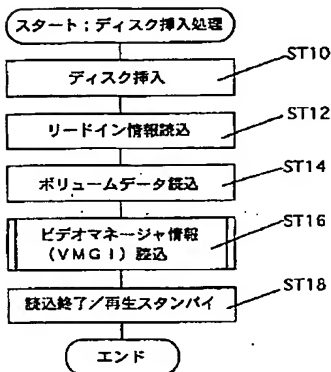 スタート；ディスク挿入処理
ST10
ディスク挿入
ST12
リードイン情報読込
ST14
ボリュームデータ読込
ST16
ビデオマネージャ情報
（VMGI）読込
ST18
読込終了／再生スタンバイ
エンド